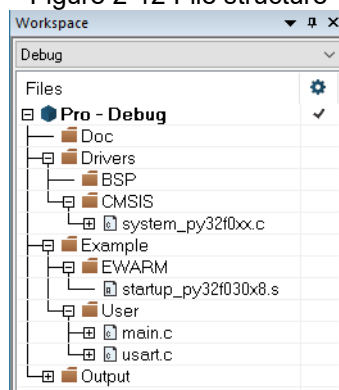 Figure 2-12 File structure
Workspace
Debug
Files
Pro - Debug
Doc
Drivers
BSP
CMSIS
system_py32f0xx.c
Example
EWARM
startup_py32f030x8.s
User
main.c
usart.c
Output